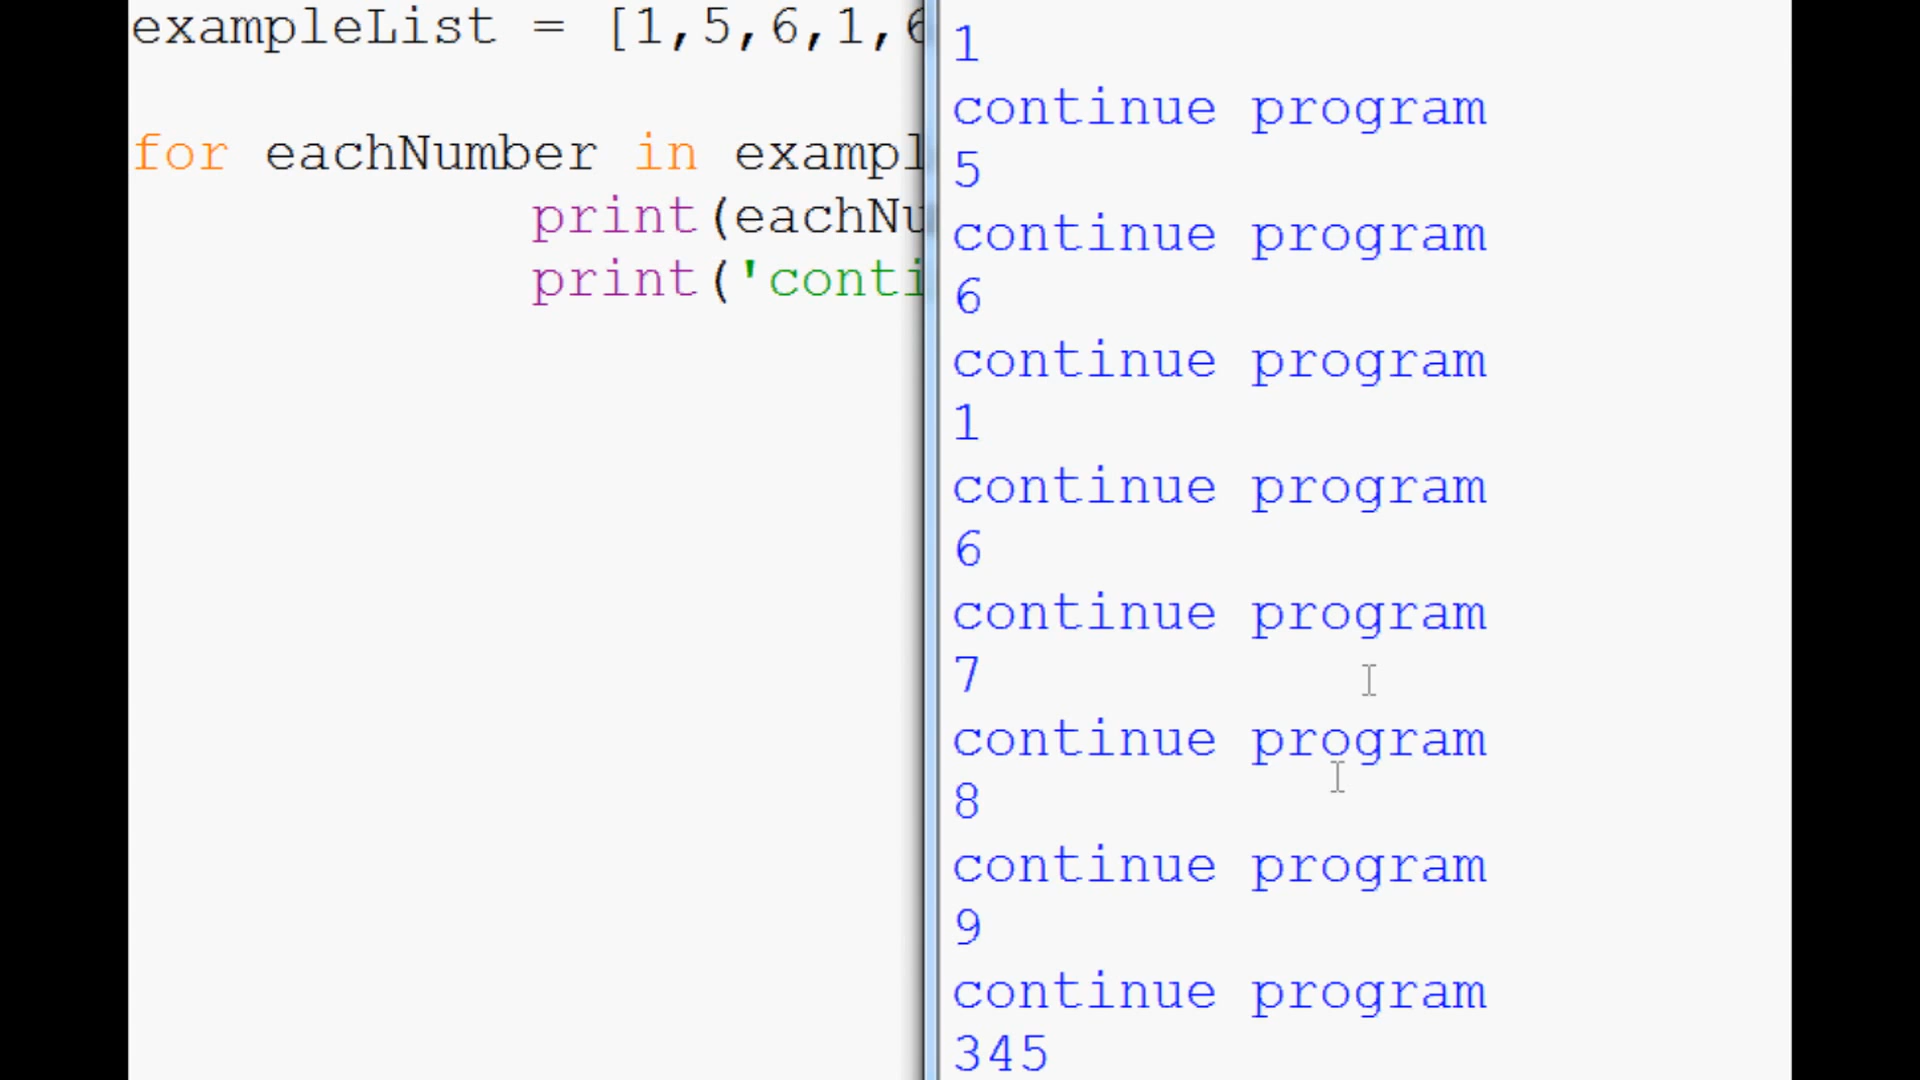 exampleList = [1,5,6,1,6
for eachNumber in exampl
print(eachNu
print('conti
1
continue program
5
continue program
6
continue program
1
continue program
6
continue program
7
continue program
8
continue program
9
continue program
345